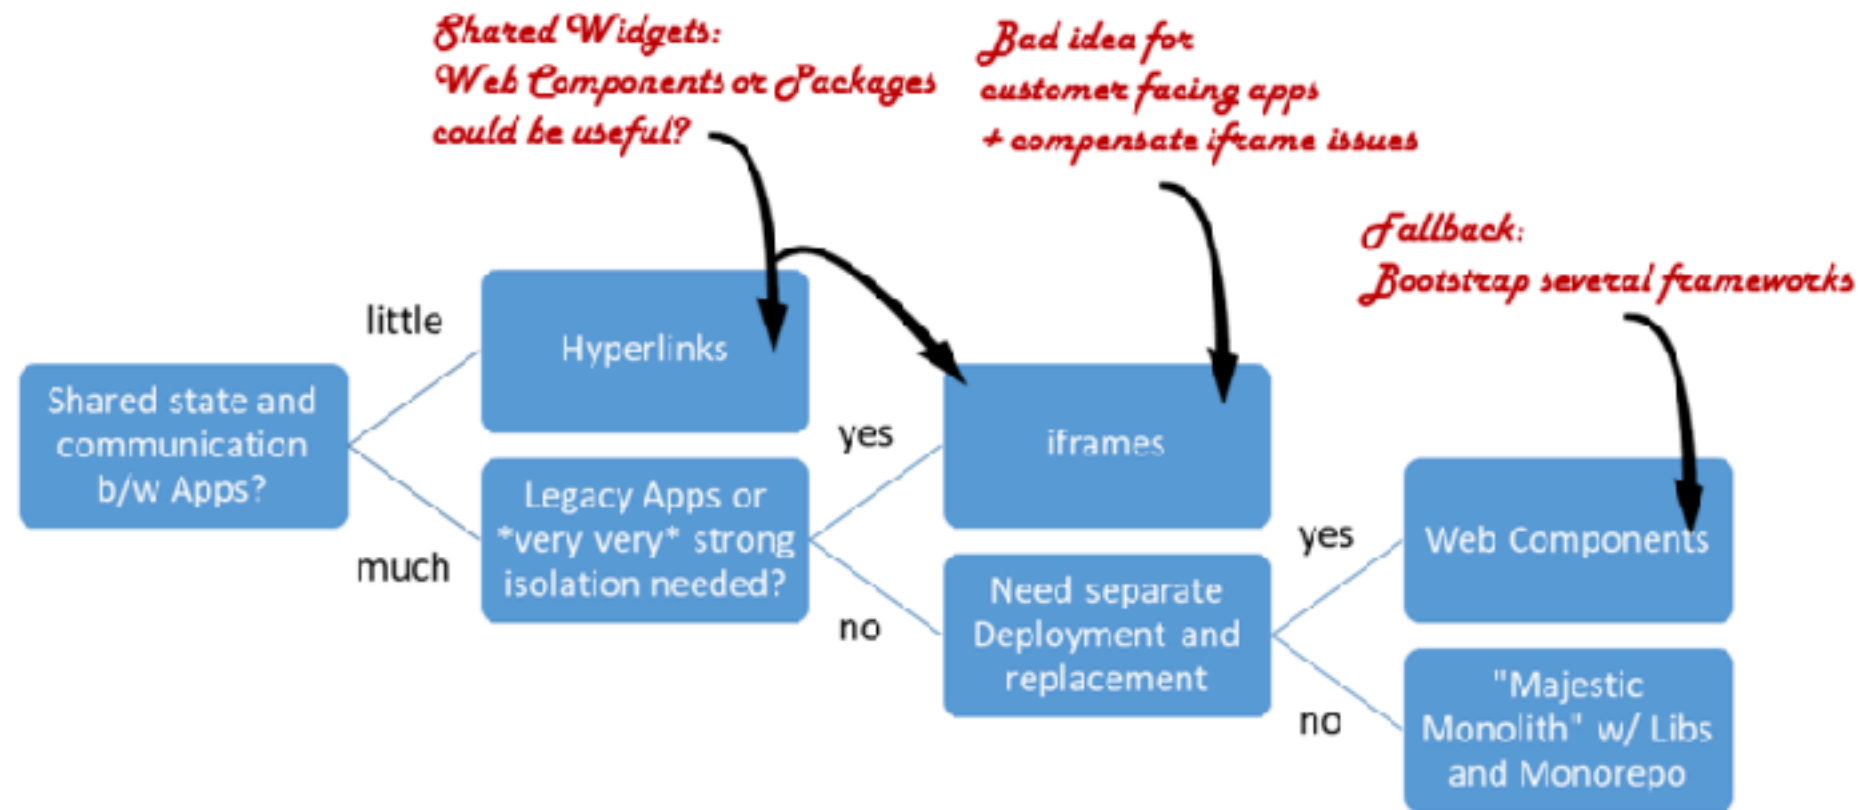 Shared Widgets:
Web Components or Packages
could be useful?
Bad idea for
customer facing apps
+ compensate iframe issues
Fallback:
Bootstrap several frameworks
little
Hyperlinks
Shared state and
communication
b/w Apps?
yes
iframes
much
Legacy Apps or
*very very* strong
isolation needed?
yes
Web Components
no
Need separate
Deployment and
replacement
no
"Majestic
Monolith" w/ Libs
and Monorepo